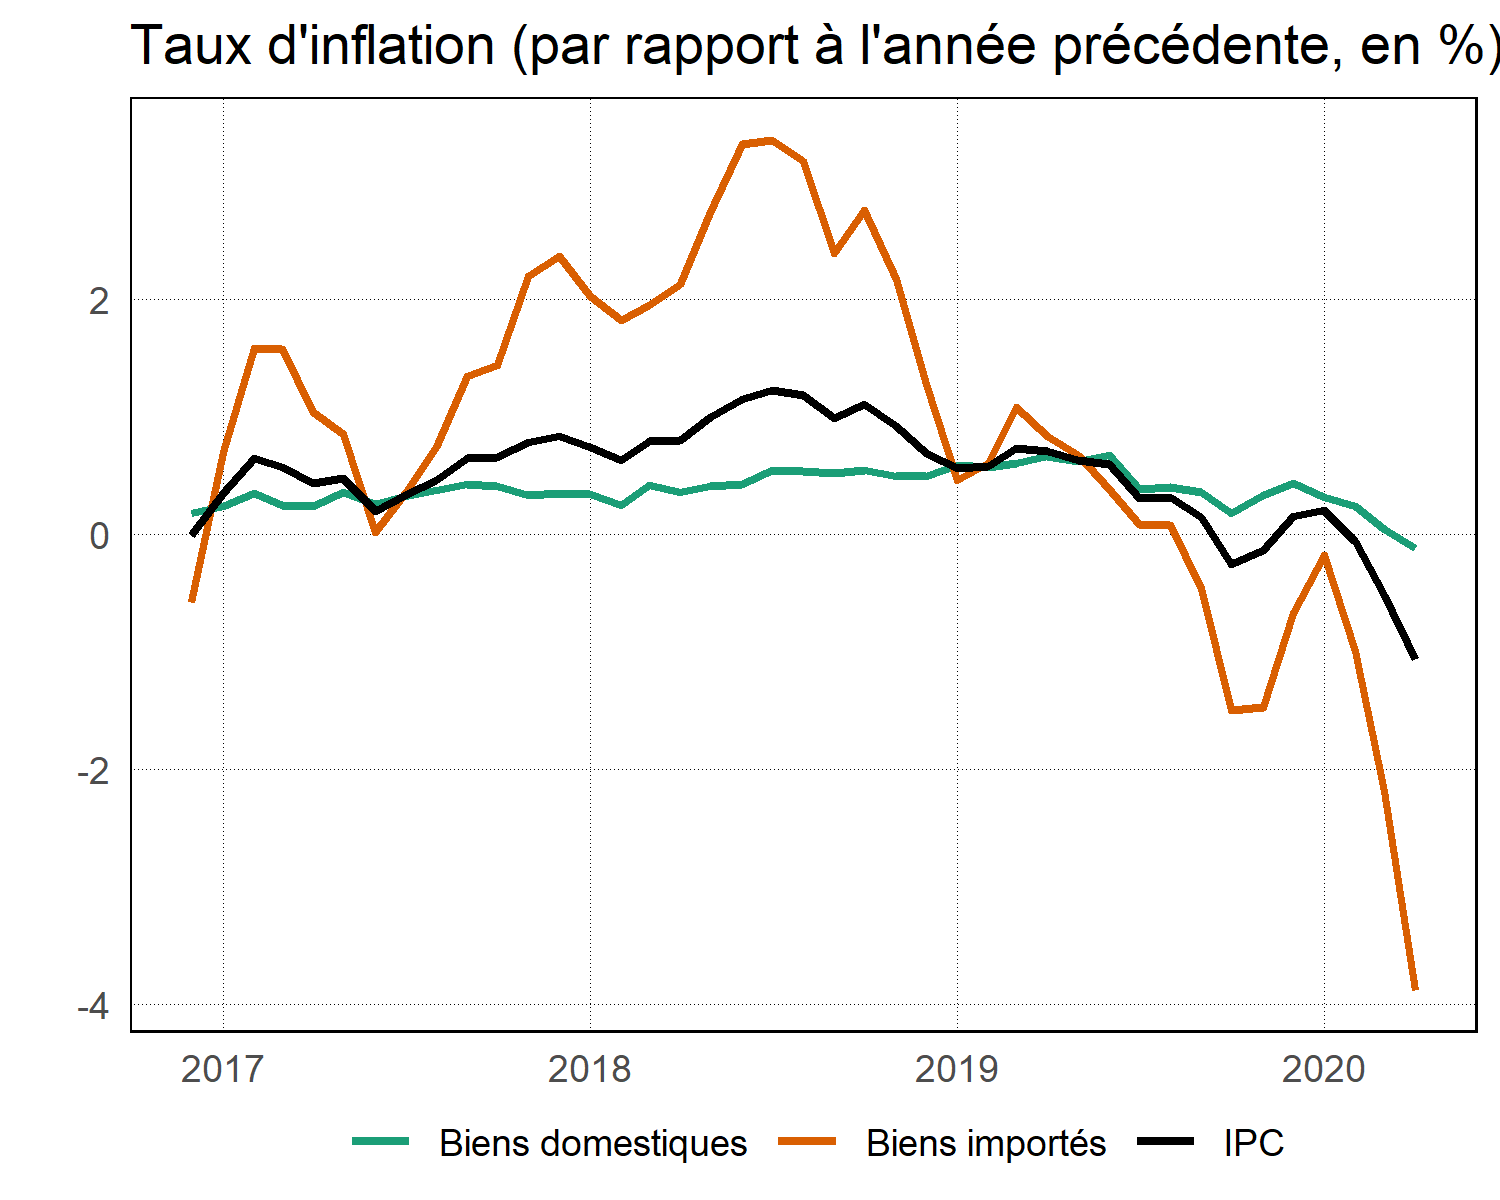 Taux d'inflation (par rapport à l'année précédente, en %)
2
0
-2
-4
2017 2018 2019 2020
Biens domestiques Biens importés IPC